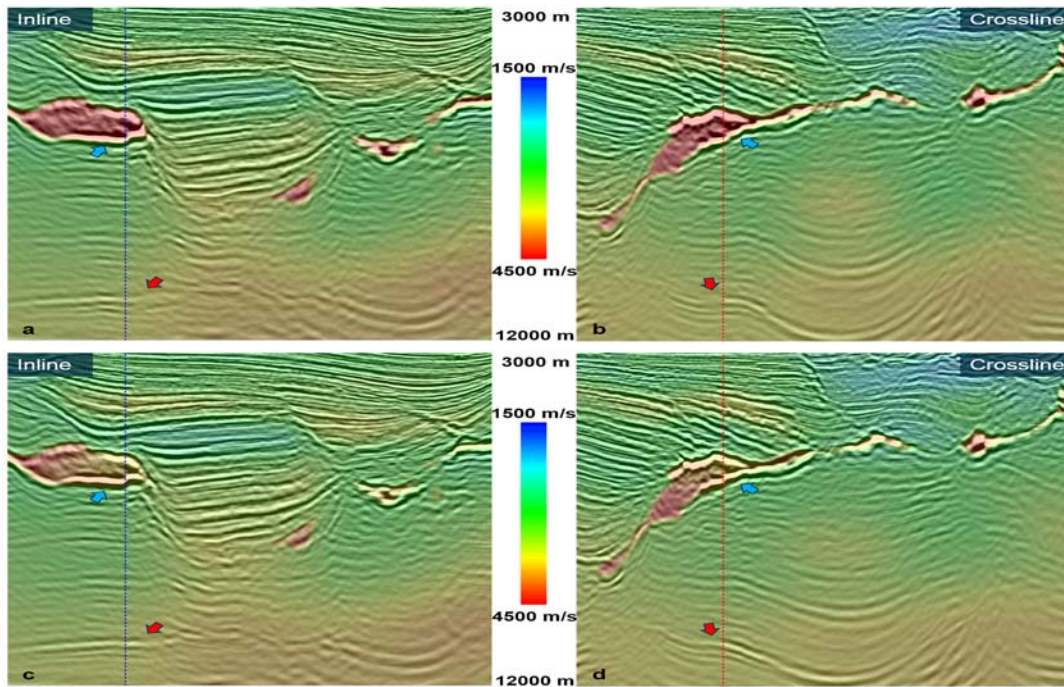 Inline
3000 m
Crossline
1500 m/s
4500 m/s
a
12000 m
b
Inline
3000 m
Crossline
1500 m/s
4500 m/s
c
12000 m
d